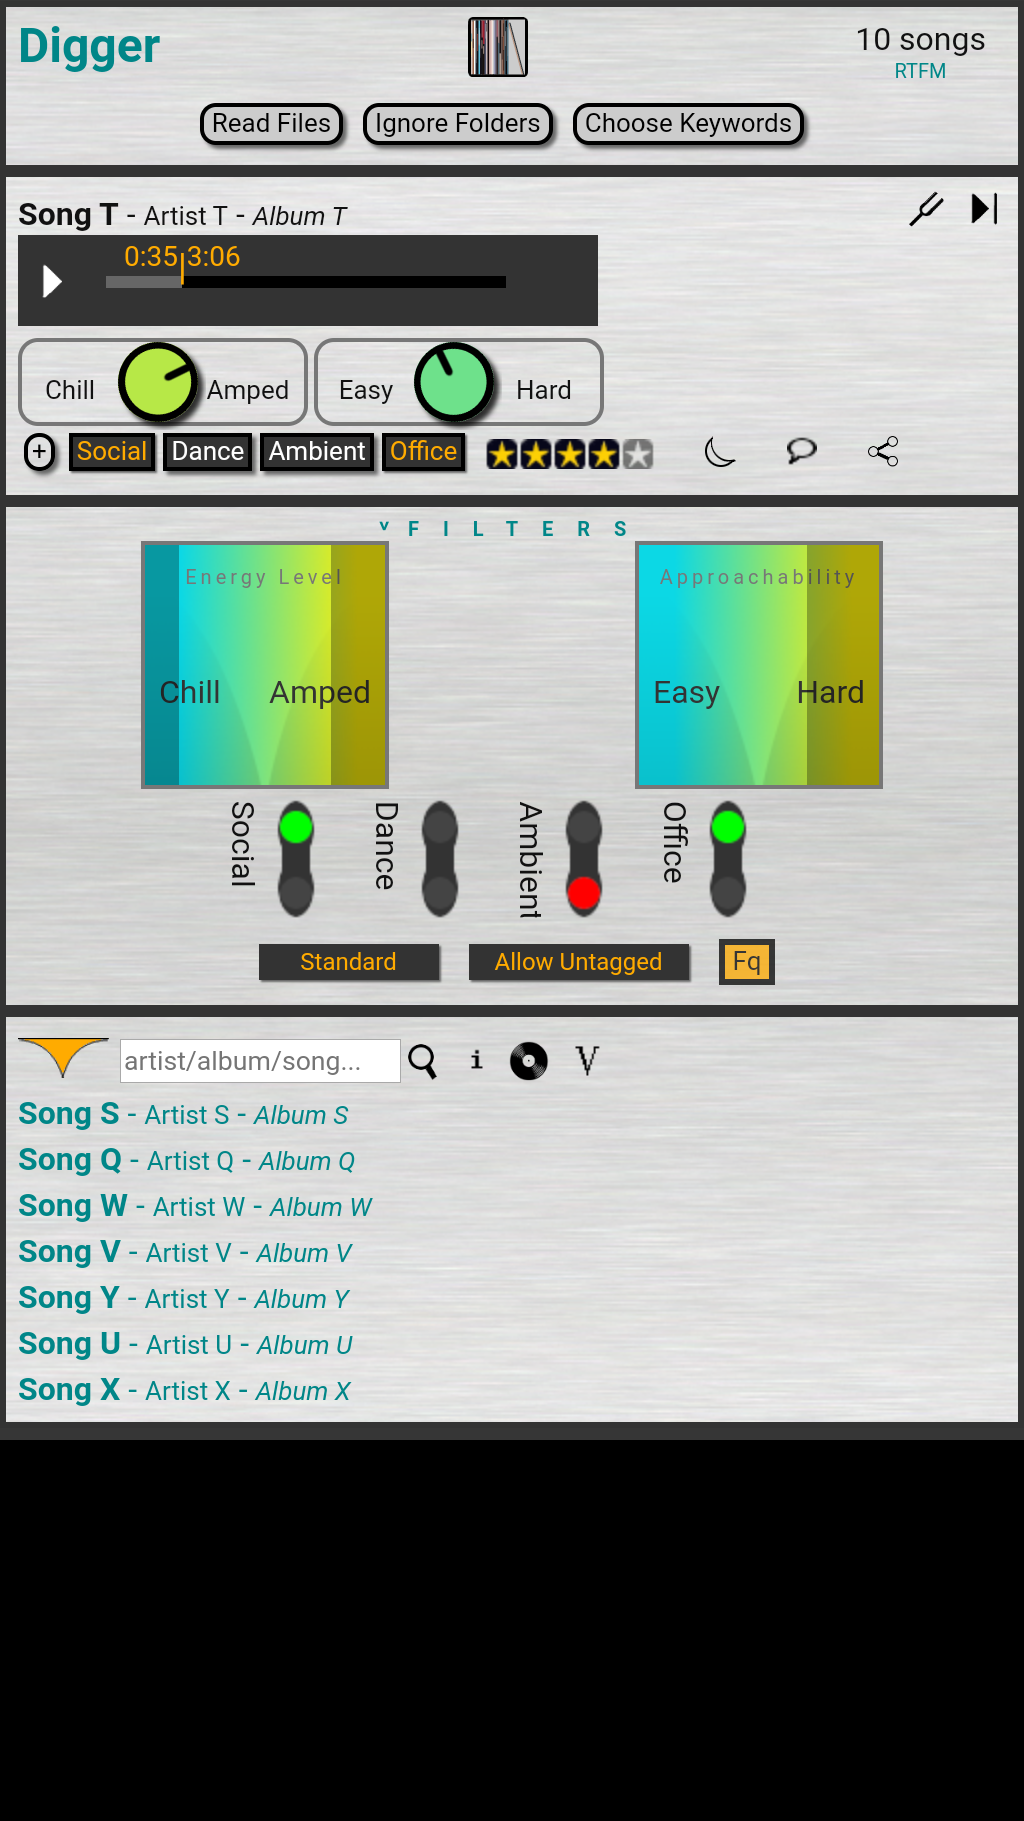 Digger
10 songs
RTFM
Read Files Ignore Folders Choose Keywords
Song T - Artist T - Album T
0:35 3:06
Chill Amped Easy Hard
+ Social Dance Ambient Office
v FILTERS
Energy Level Approachability
Chill Amped Easy Hard
Social Dance Ambient Office
Standard Allow Untagged Fq
artist/album/song... i V
Song S - Artist S - Album S
Song Q - Artist Q - Album Q
Song W - Artist W - Album W
Song V - Artist V - Album V
Song Y - Artist Y - Album Y
Song U - Artist U - Album U
Song X - Artist X - Album X